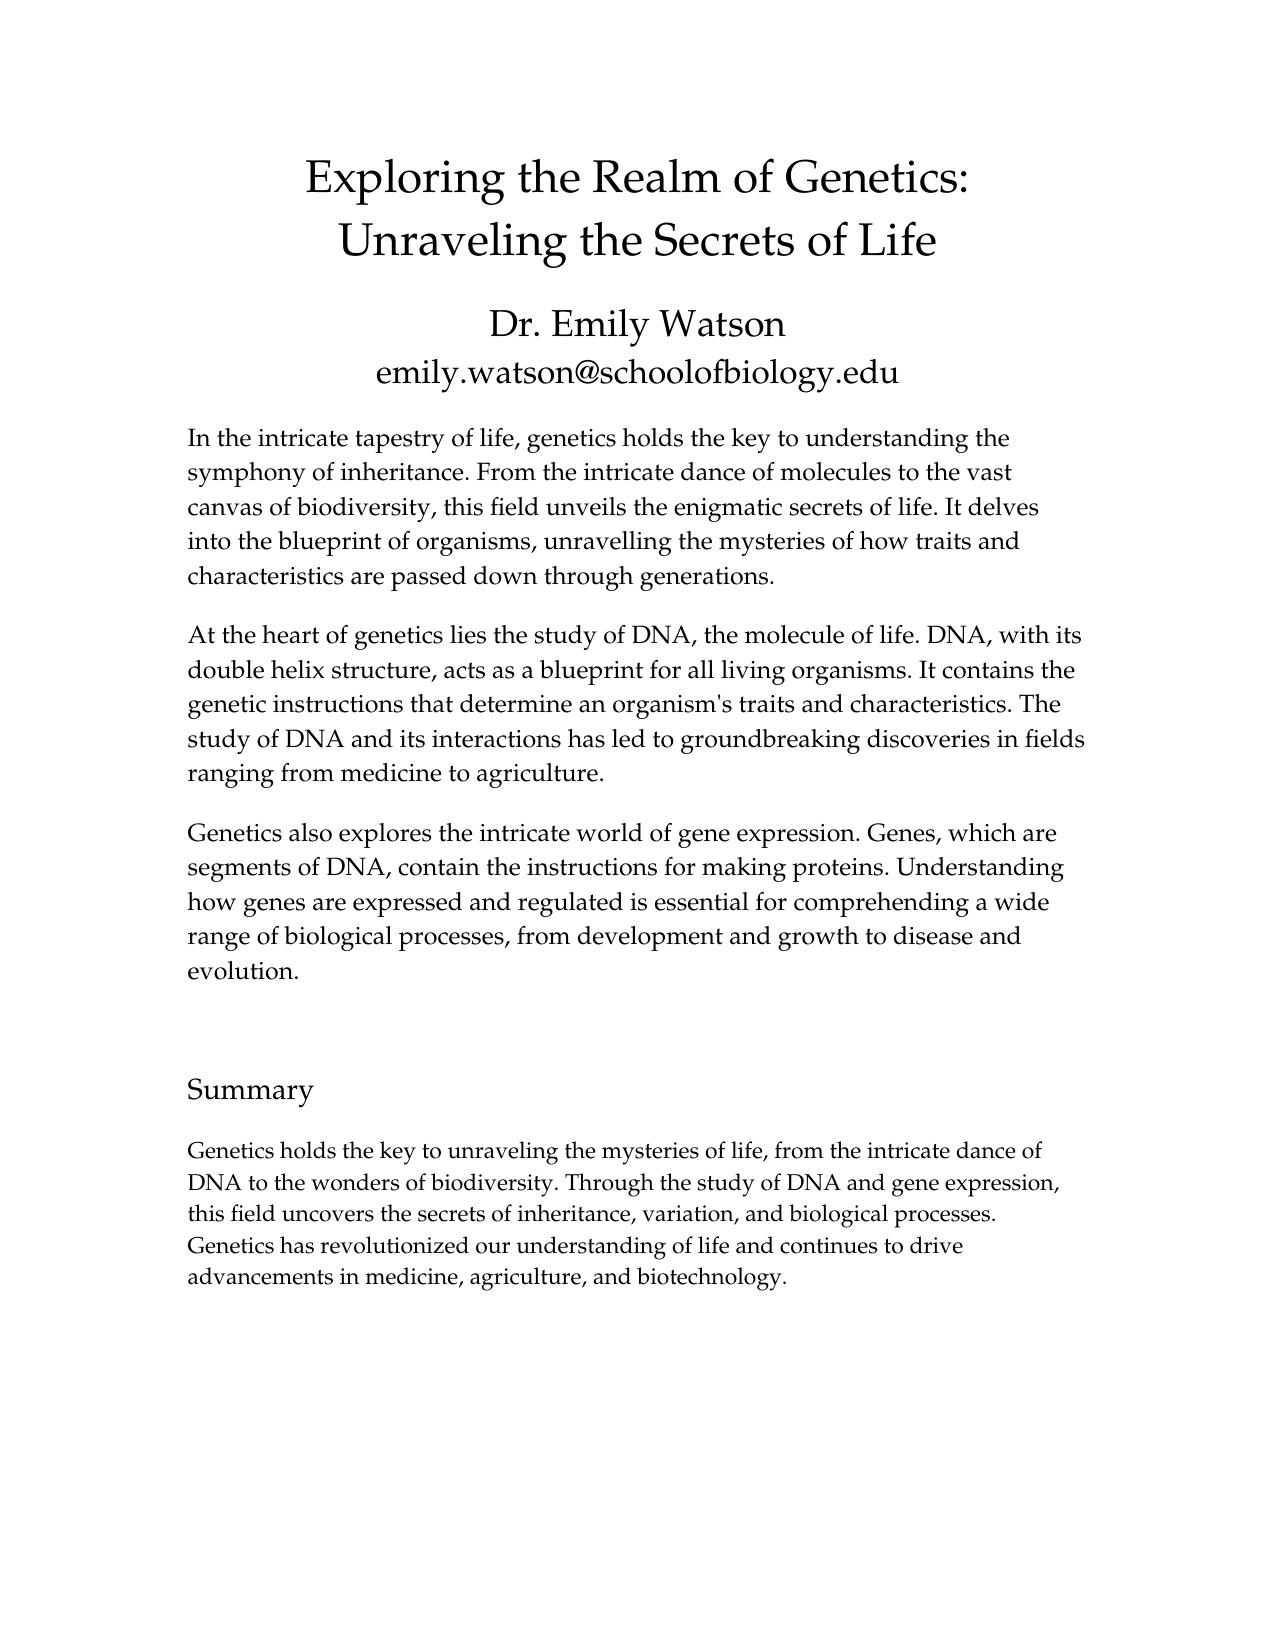 Exploring the Realm of Genetics:
Unraveling the Secrets of Life
Dr. Emily Watson
emily.watson@schoolofbiology.edu
In the intricate tapestry of life, genetics holds the key to understanding the
symphony of inheritance. From the intricate dance of molecules to the vast
canvas of biodiversity, this field unveils the enigmatic secrets of life. It delves
into the blueprint of organisms, unravelling the mysteries of how traits and
characteristics are passed down through generations.
At the heart of genetics lies the study of DNA, the molecule of life. DNA, with its
double helix structure, acts as a blueprint for all living organisms. It contains the
genetic instructions that determine an organism's traits and characteristics. The
study of DNA and its interactions has led to groundbreaking discoveries in fields
ranging from medicine to agriculture.
Genetics also explores the intricate world of gene expression. Genes, which are
segments of DNA, contain the instructions for making proteins. Understanding
how genes are expressed and regulated is essential for comprehending a wide
range of biological processes, from development and growth to disease and
evolution.
Summary
Genetics holds the key to unraveling the mysteries of life, from the intricate dance of
DNA to the wonders of biodiversity. Through the study of DNA and gene expression,
this field uncovers the secrets of inheritance, variation, and biological processes.
Genetics has revolutionized our understanding of life and continues to drive
advancements in medicine, agriculture, and biotechnology.